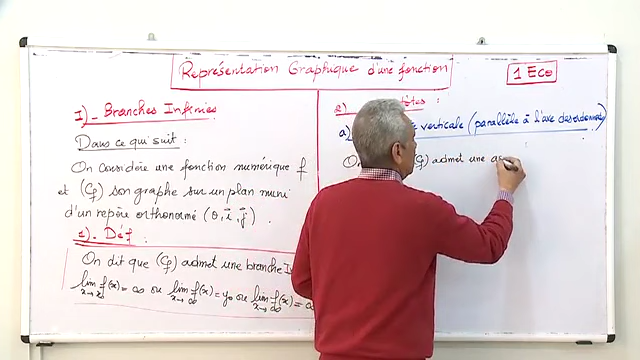 Représentation Graphique d'une fonction
1 Eco
I)- Branches Infinies
Dans ce qui suit :
On considère une fonction numérique f
et (Cf) son graphe sur un plan muni
d'un repère orthonormé (O, i, j).
1)- Déf :
On dit que (Cf) admet une branche
lim f(x) = ∞ ou lim f(x) = y₀ ou lim f(x) = ∞
x→x₀ x→∞ x→∞
2)
a) verticale (parallèle à l'axe des ordonnées)
(Cf) admet une as